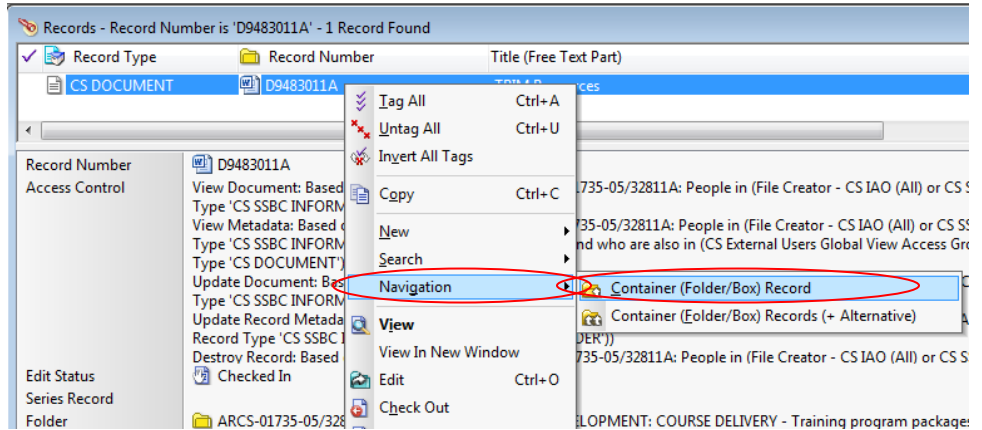 Records - Record Number is 'D9483011A' - 1 Record Found
Record Type Record Number Title (Free Text Part)
CS DOCUMENT D9483011A
Tag All Ctrl+A
Untag All Ctrl+U
Invert All Tags
Copy Ctrl+C
New
Search
Navigation
View
View In New Window
Edit Ctrl+O
Check Out
Container (Folder/Box) Record
Container (Folder/Box) Records (+ Alternative)
Record Number D9483011A
Access Control View Document: Based 735-05/32811A: People in (File Creator - CS IAO (All) or CS
Type 'CS SSBC INFORM
View Metadata: Based 735-05/32811A: People in (File Creator - CS IAO (All) or CS
Type 'CS SSBC INFORM nd who are also in (CS External Users Global View Access
Type 'CS DOCUMENT')
Update Document:
Type 'CS SSBC INFORM
Update Record Metada
Record Type 'CS SSBC DER'))
Destroy Record: Based 735-05/32811A: People in (File Creator - CS IAO (All) or CS
Edit Status Checked In
Series Record
Folder ARCS-01735-05/328 ELOPMENT: COURSE DELIVERY - Training program packages